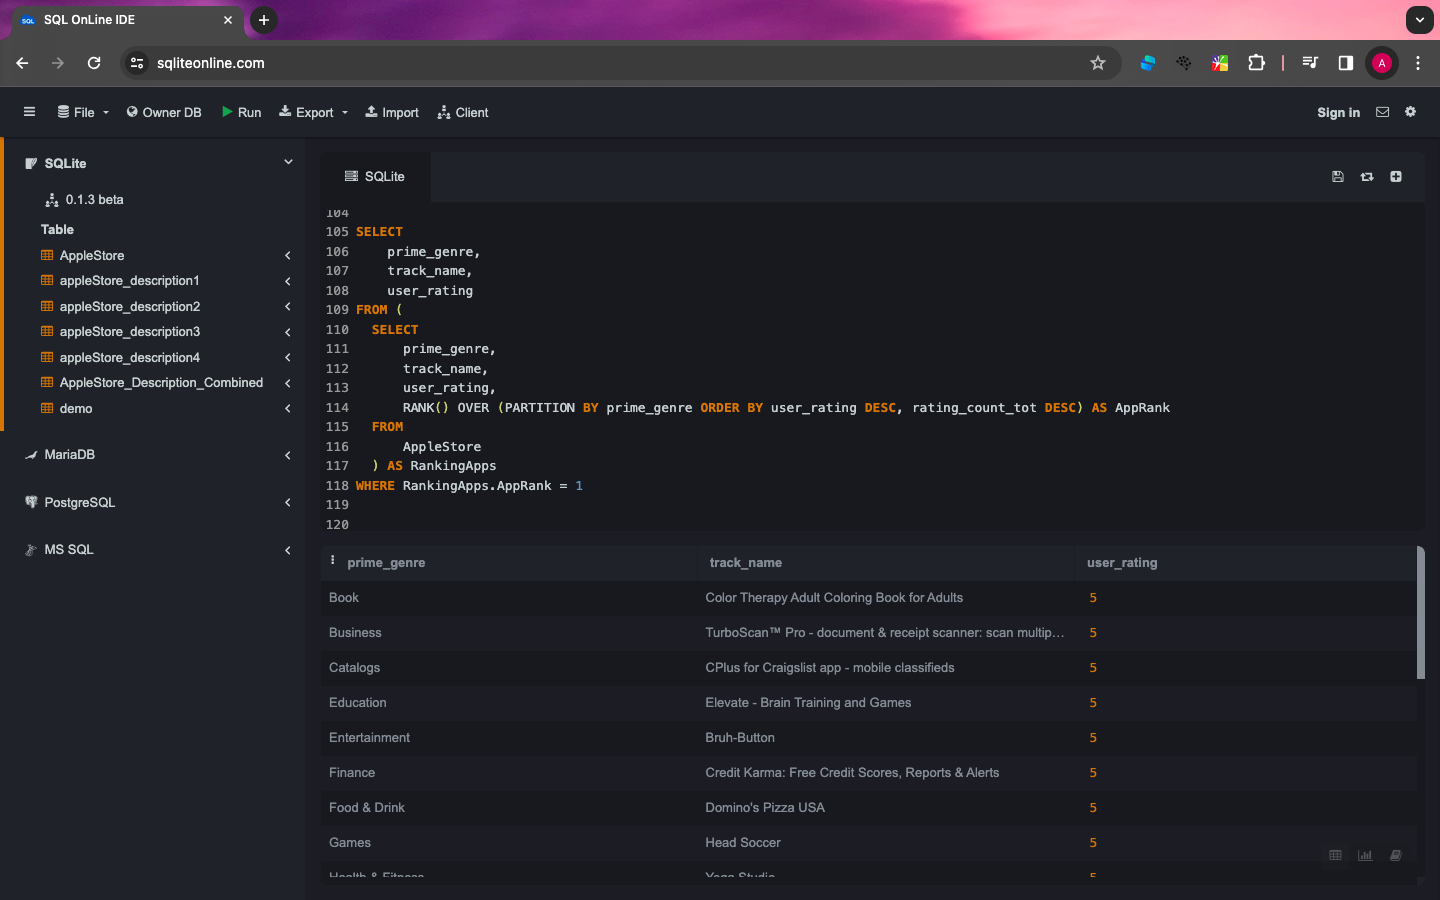 SQL OnLine IDE
sqliteonline.com
A
File
Owner DB
Run
Export
Import
Client
Sign in
SQLite
0.1.3 beta
Table
AppleStore
appleStore_description1
appleStore_description2
appleStore_description3
appleStore_description4
AppleStore_Description_Combined
demo
MariaDB
PostgreSQL
MS SQL
SQLite
104
105 SELECT
106     prime_genre,
107     track_name,
108     user_rating
109 FROM (
110   SELECT
111       prime_genre,
112       track_name,
113       user_rating,
114       RANK() OVER (PARTITION BY prime_genre ORDER BY user_rating DESC, rating_count_tot DESC) AS AppRank
115   FROM
116       AppleStore
117   ) AS RankingApps
118 WHERE RankingApps.AppRank = 1
119
120
prime_genre track_name user_rating
Book Color Therapy Adult Coloring Book for Adults 5
Business TurboScan™ Pro - document & receipt scanner: scan multip… 5
Catalogs CPlus for Craigslist app - mobile classifieds 5
Education Elevate - Brain Training and Games 5
Entertainment Bruh-Button 5
Finance Credit Karma: Free Credit Scores, Reports & Alerts 5
Food & Drink Domino's Pizza USA 5
Games Head Soccer 5
Health & Fitness Yoga Studio 5